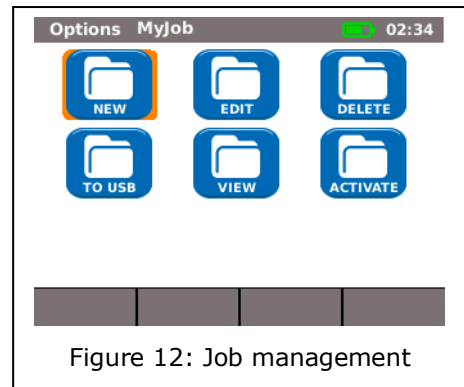 Options MyJob 02:34
NEW EDIT DELETE
TO USB VIEW ACTIVATE
Figure 12: Job management